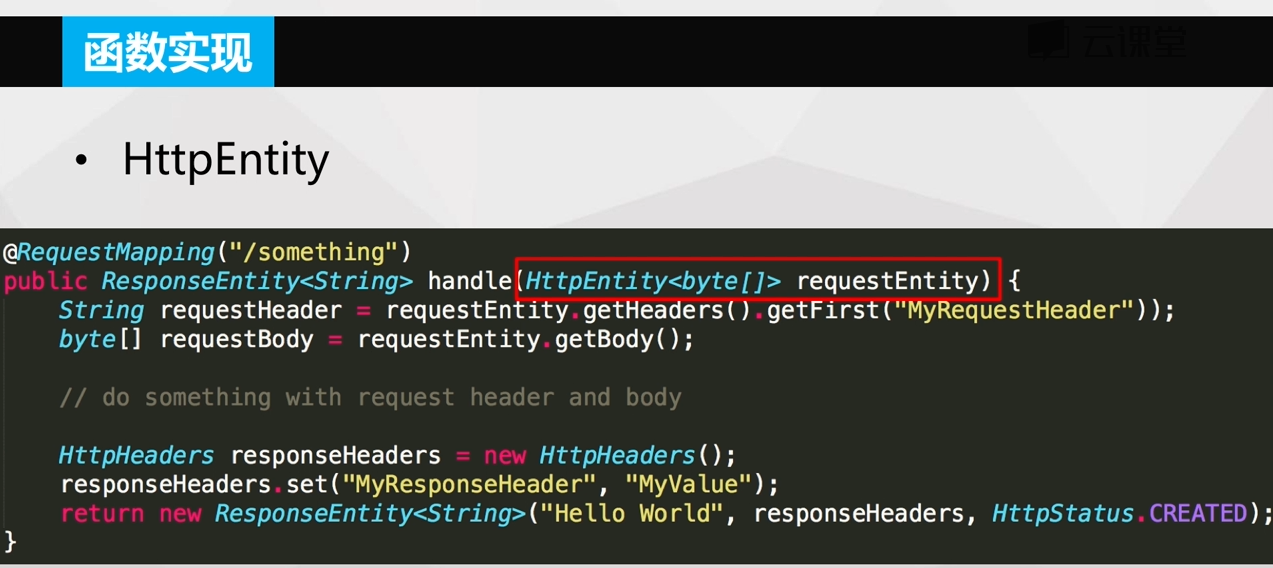 云课堂
函数实现
• HttpEntity
@RequestMapping("/something")
public ResponseEntity<String> handle(HttpEntity<byte[]> requestEntity) {
    String requestHeader = requestEntity.getHeaders().getFirst("MyRequestHeader"));
    byte[] requestBody = requestEntity.getBody();
    // do something with request header and body
    HttpHeaders responseHeaders = new HttpHeaders();
    responseHeaders.set("MyResponseHeader", "MyValue");
    return new ResponseEntity<String>("Hello World", responseHeaders, HttpStatus.CREATED);
}